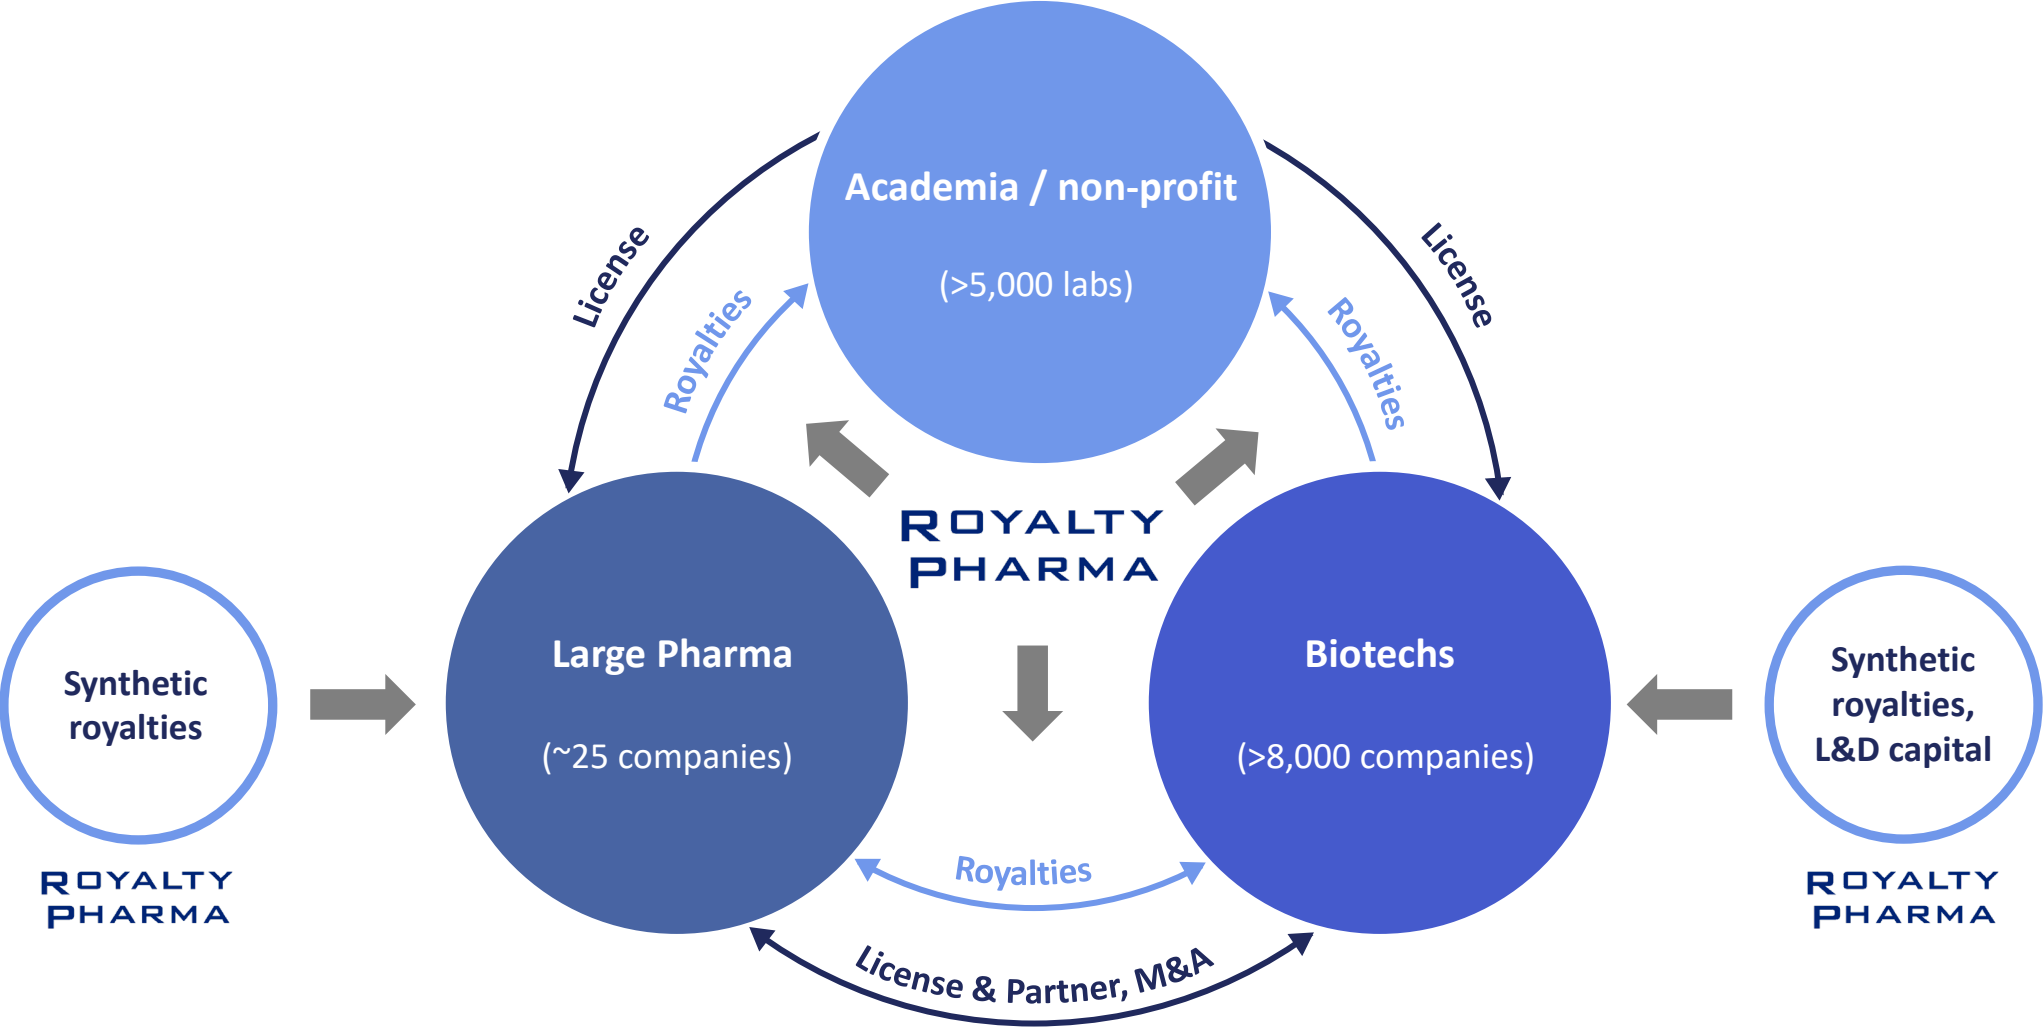 Academia / non-profit
(>5,000 labs)
License
Royalties
Royalties
License
ROYALTY
PHARMA
Large Pharma
(~25 companies)
Biotechs
(>8,000 companies)
Synthetic
royalties
ROYALTY
PHARMA
Synthetic
royalties,
L&D capital
ROYALTY
PHARMA
Royalties
License & Partner, M&A